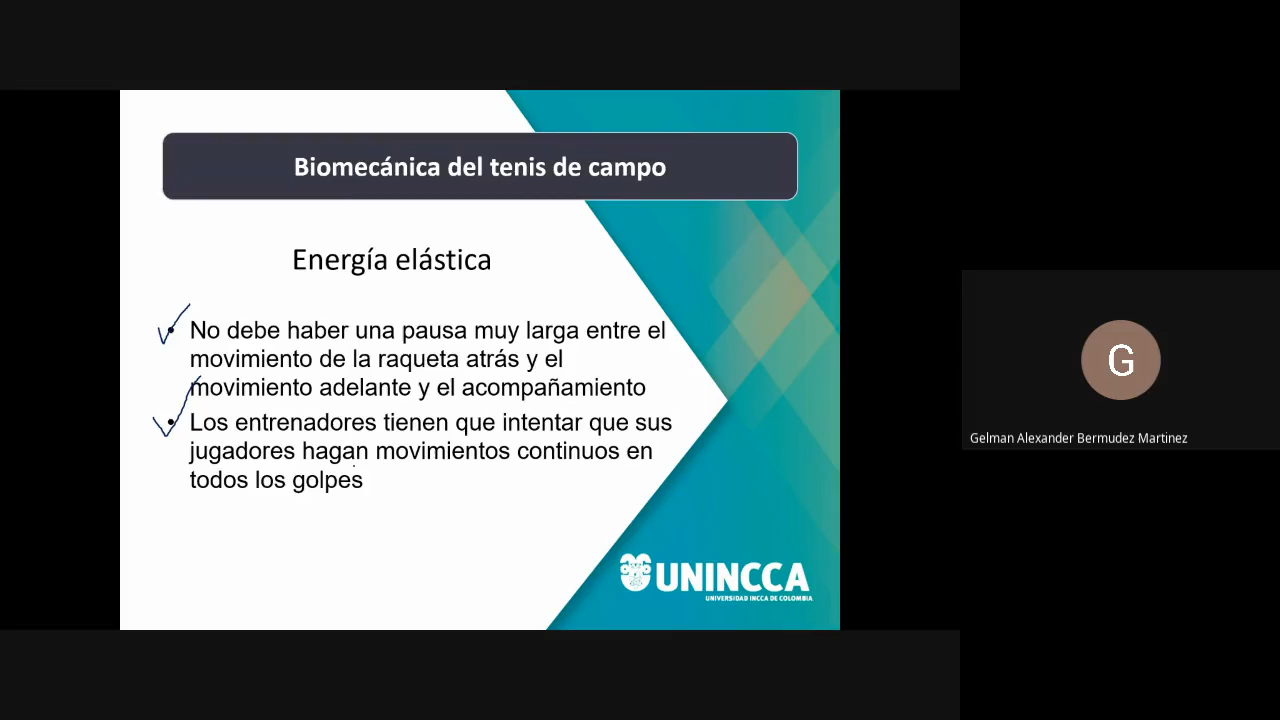 Biomecánica del tenis de campo
Energía elástica
• No debe haber una pausa muy larga entre el
movimiento de la raqueta atrás y el
movimiento adelante y el acompañamiento
• Los entrenadores tienen que intentar que sus
jugadores hagan movimientos continuos en
todos los golpes
UNINCCA
UNIVERSIDAD INCCA DE COLOMBIA
G
Gelman Alexander Bermudez Martinez